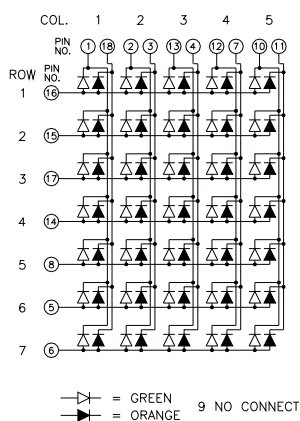 COL. 1 2 3 4 5
PIN NO. 1 18 2 3 13 4 12 7 10 11
ROW PIN NO.
1 16
2 15
3 17
4 14
5 8
6 5
7 6
= GREEN
= ORANGE
9 NO CONNECT